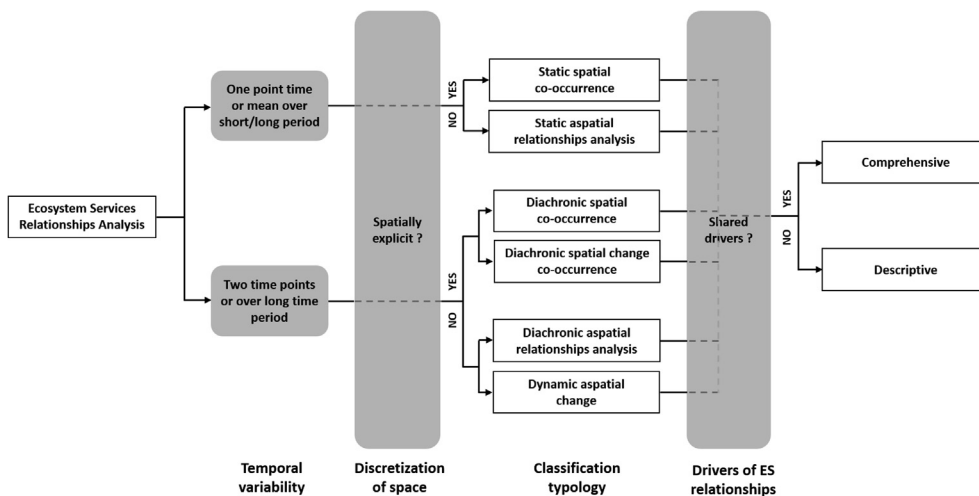 Ecosystem Services
Relationships Analysis
One point time
or mean over
short/long period
Two time points
or over long time
period
Spatially
explicit ?
YES
NO
YES
NO
Static spatial
co-occurrence
Static aspatial
relationships analysis
Diachronic spatial
co-occurrence
Diachronic spatial change
co-occurrence
Diachronic aspatial
relationships analysis
Dynamic aspatial
change
Shared
drivers ?
YES
NO
Comprehensive
Descriptive
Temporal
variability
Discretization
of space
Classification
typology
Drivers of ES
relationships